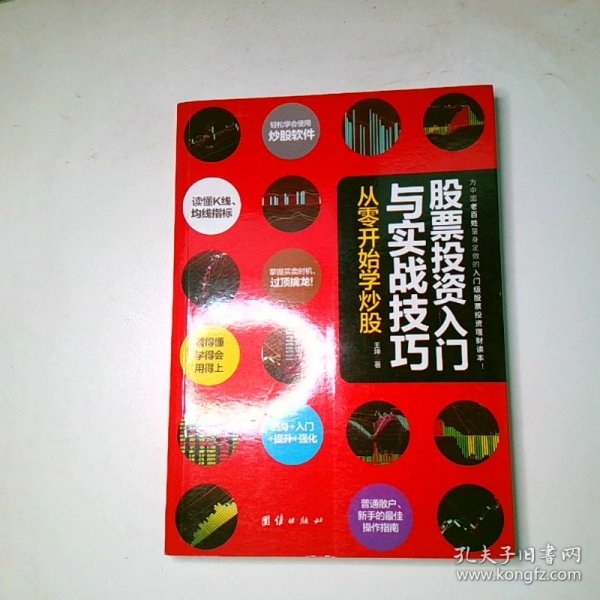 轻松学会使用
炒股软件
读懂K线、
均线指标
掌握买卖时机,
过顶擒龙!
看得懂
学得会
用得上
热身+入门
+提升+强化
普通散户、
新手的最佳
操作指南
为中国老百姓量身定做的入门级股票投资理财读本!
股票投资入门
与实战技巧
从零开始学炒股
王坤 著
团结出版社
孔夫子旧书网
www.kongfz.com